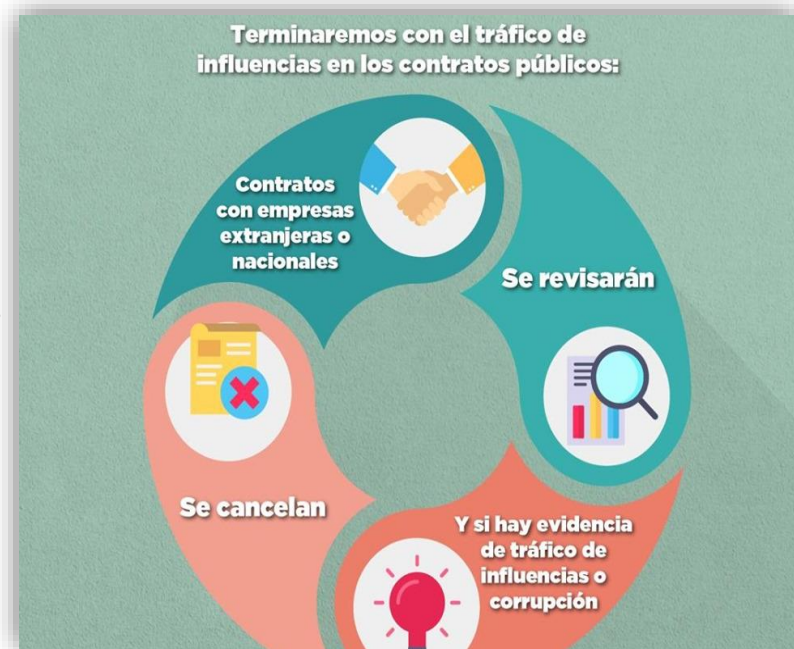 Terminaremos con el tráfico de
influencias en los contratos públicos:
Contratos
con empresas
extranjeras o
nacionales
Se revisarán
Y si hay evidencia
de tráfico de
influencias o
corrupción
Se cancelan